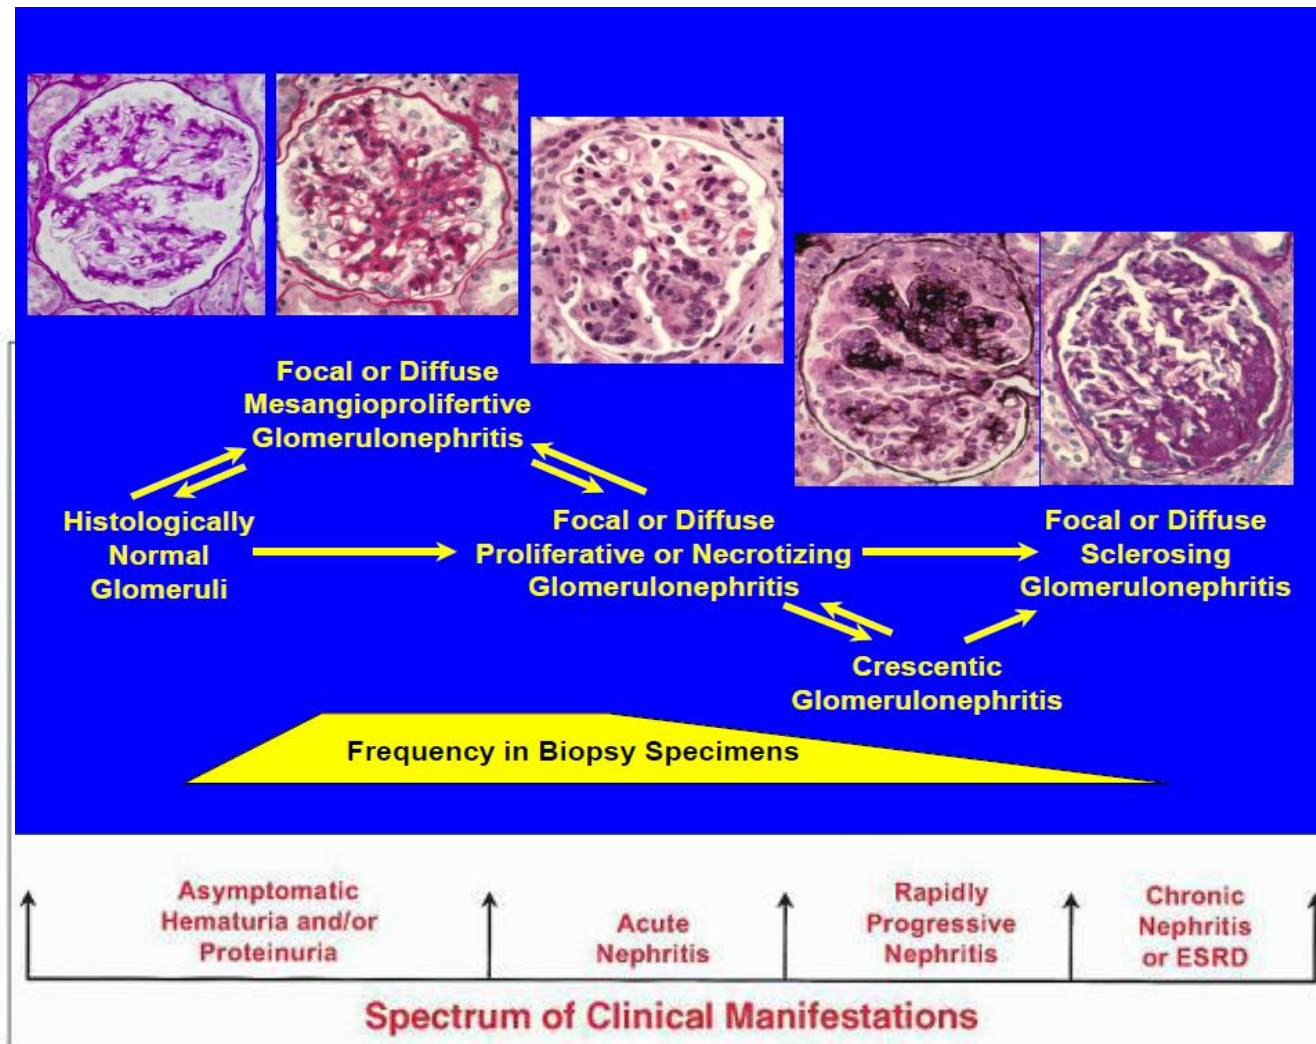 Focal or Diffuse
Mesangioprolifertive
Glomerulonephritis
Histologically
Normal
Glomeruli
Focal or Diffuse
Proliferative or Necrotizing
Glomerulonephritis
Focal or Diffuse
Sclerosing
Glomerulonephritis
Crescentic
Glomerulonephritis
Frequency in Biopsy Specimens
Asymptomatic
Hematuria and/or
Proteinuria
Acute
Nephritis
Rapidly
Progressive
Nephritis
Chronic
Nephritis
or ESRD
Spectrum of Clinical Manifestations